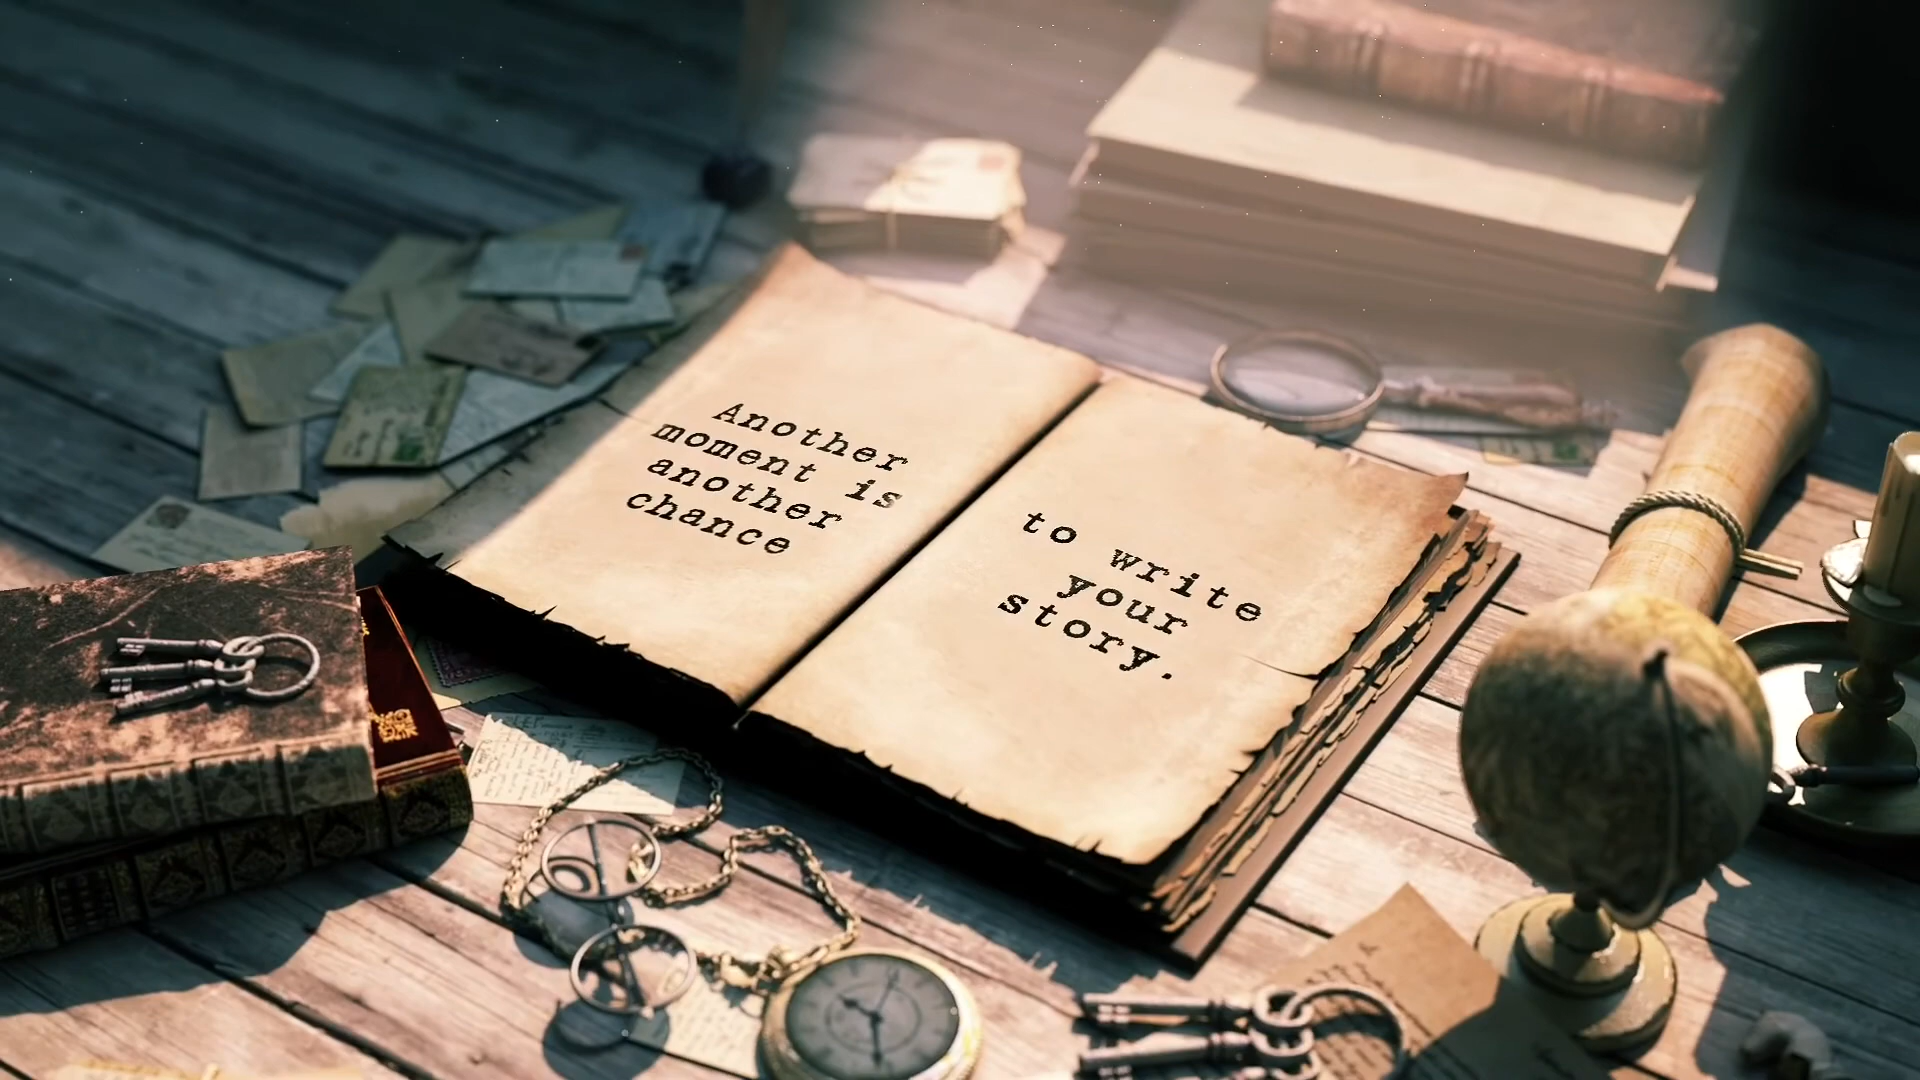 Another
moment is
another
chance
to write
your
story.